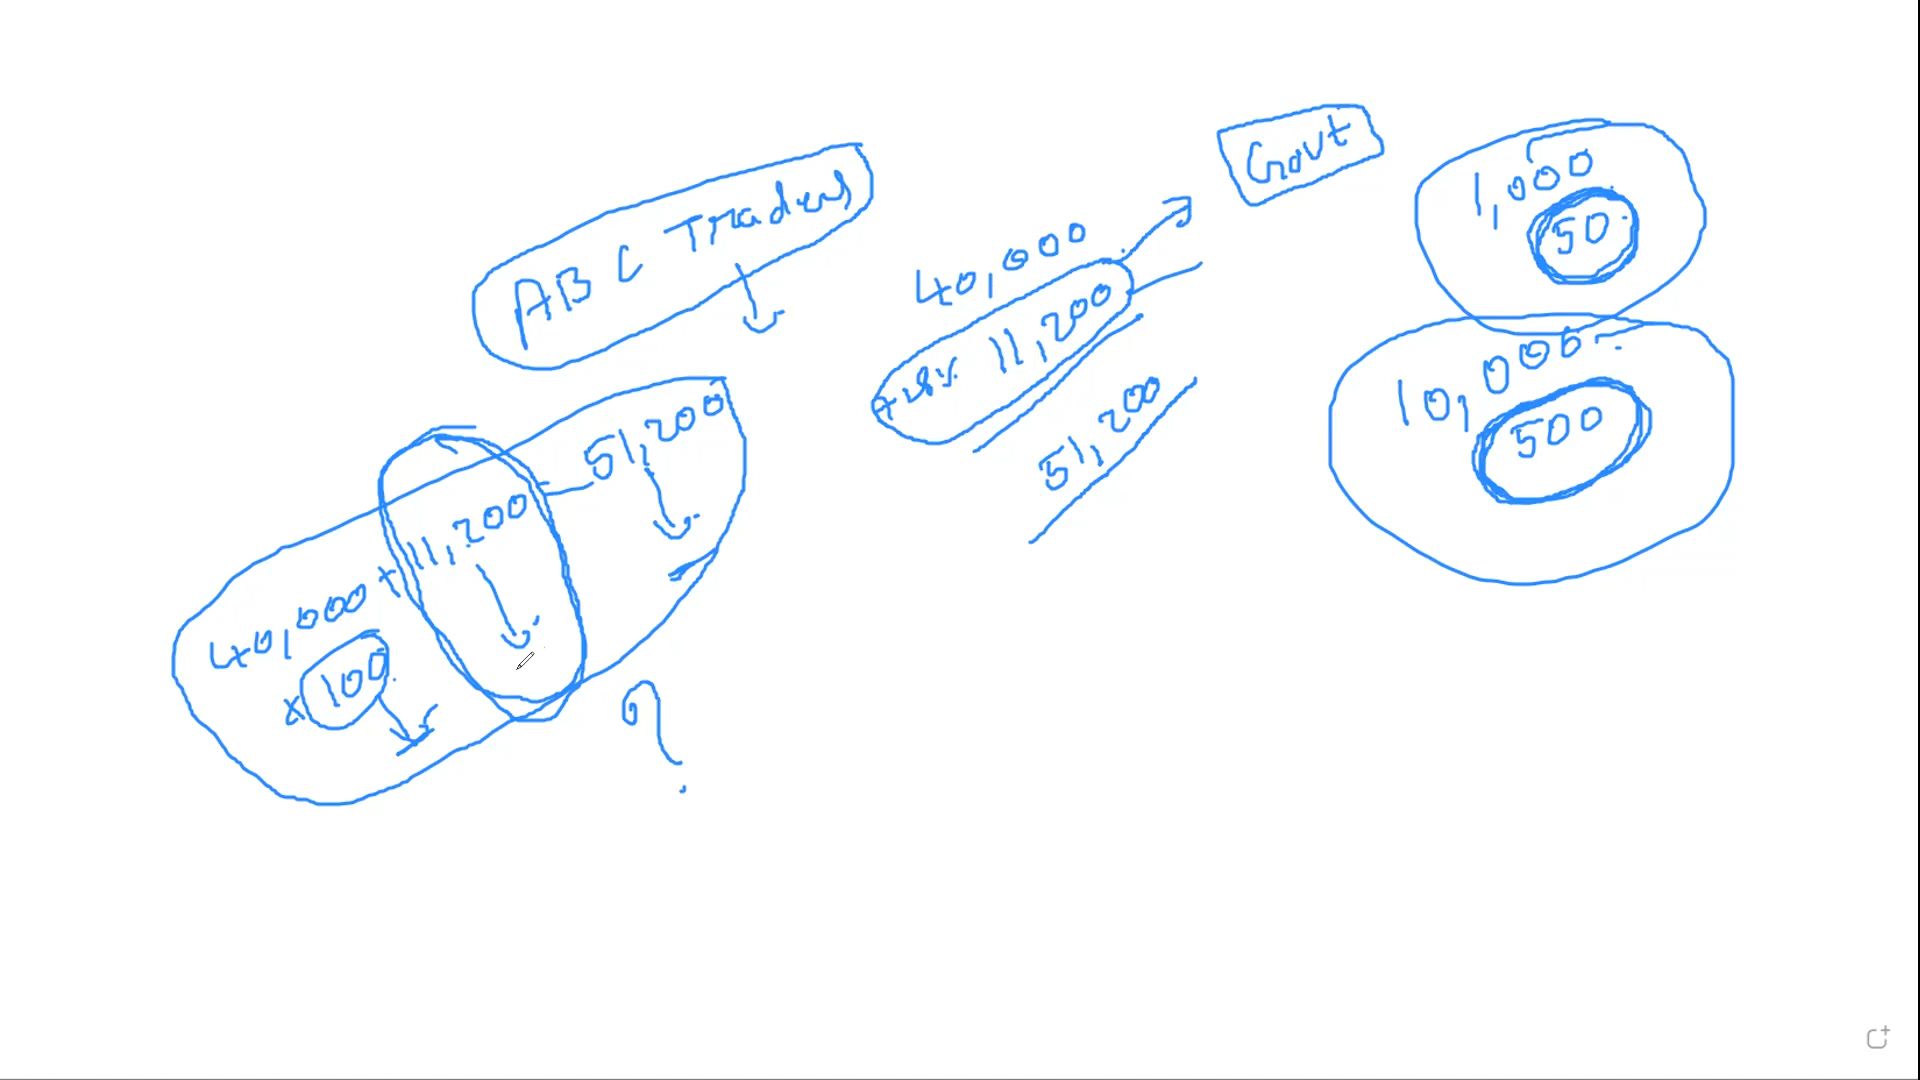 ABC Traders
40,000
+28% 11,200
51,200
Govt
1,000
50
10,000
500
40,000 + 11,200 - 51,200
x 100
?